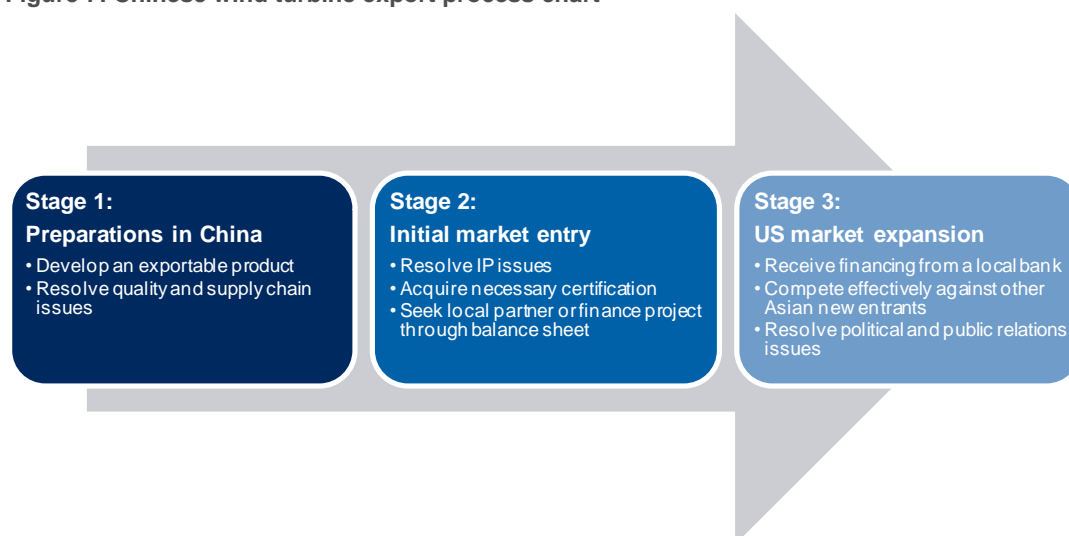 Stage 1:
Preparations in China
• Develop an exportable product
• Resolve quality and supply chain
issues
Stage 2:
Initial market entry
• Resolve IP issues
• Acquire necessary certification
• Seek local partner or finance project
through balance sheet
Stage 3:
US market expansion
• Receive financing from a local bank
• Compete effectively against other
Asian new entrants
• Resolve political and public relations
issues